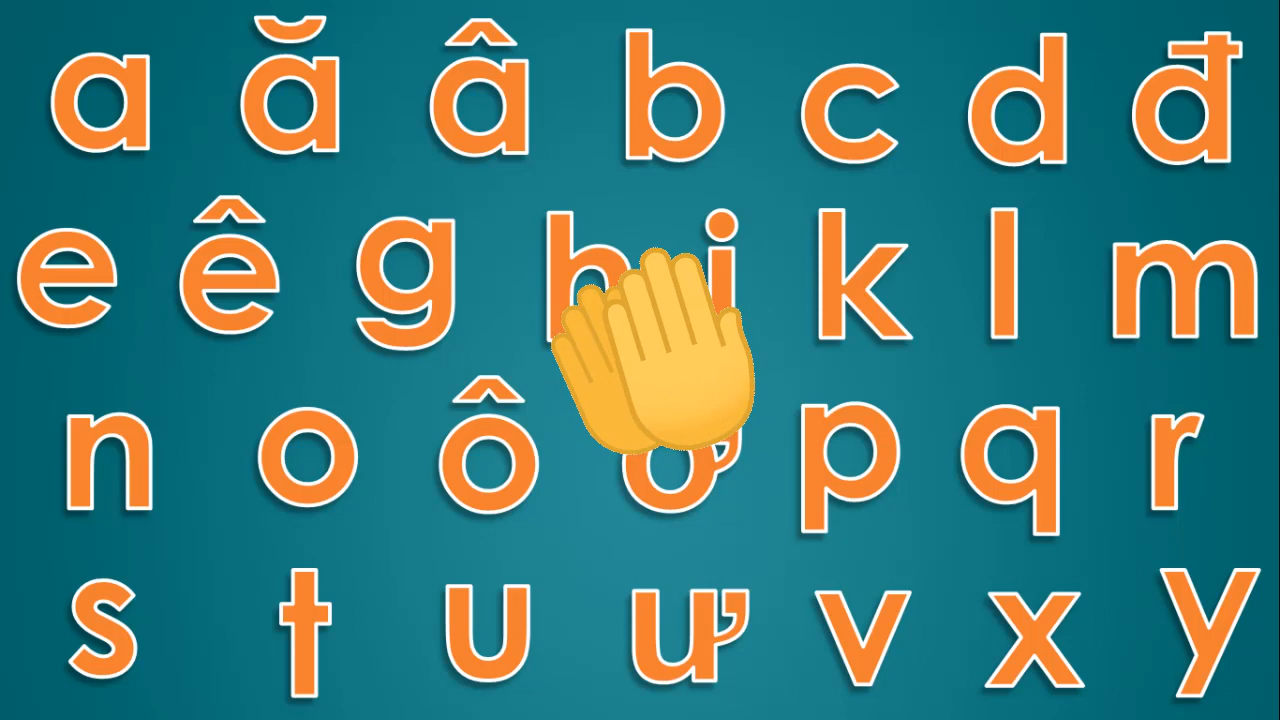 a ă â b c d đ
e ê g h i k l m
n o ô ơ p q r
s t u ư v x y